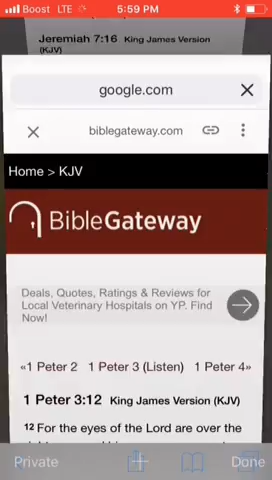 Boost LTE 5:59 PM
Jeremiah 7:16 King James Version
(KJV)
google.com
biblegateway.com
Home > KJV
BibleGateway
Deals, Quotes, Ratings & Reviews for
Local Veterinary Hospitals on YP. Find
Now!
«1 Peter 2 1 Peter 3 (Listen) 1 Peter 4»
1 Peter 3:12 King James Version (KJV)
12 For the eyes of the Lord are over the
Private Done